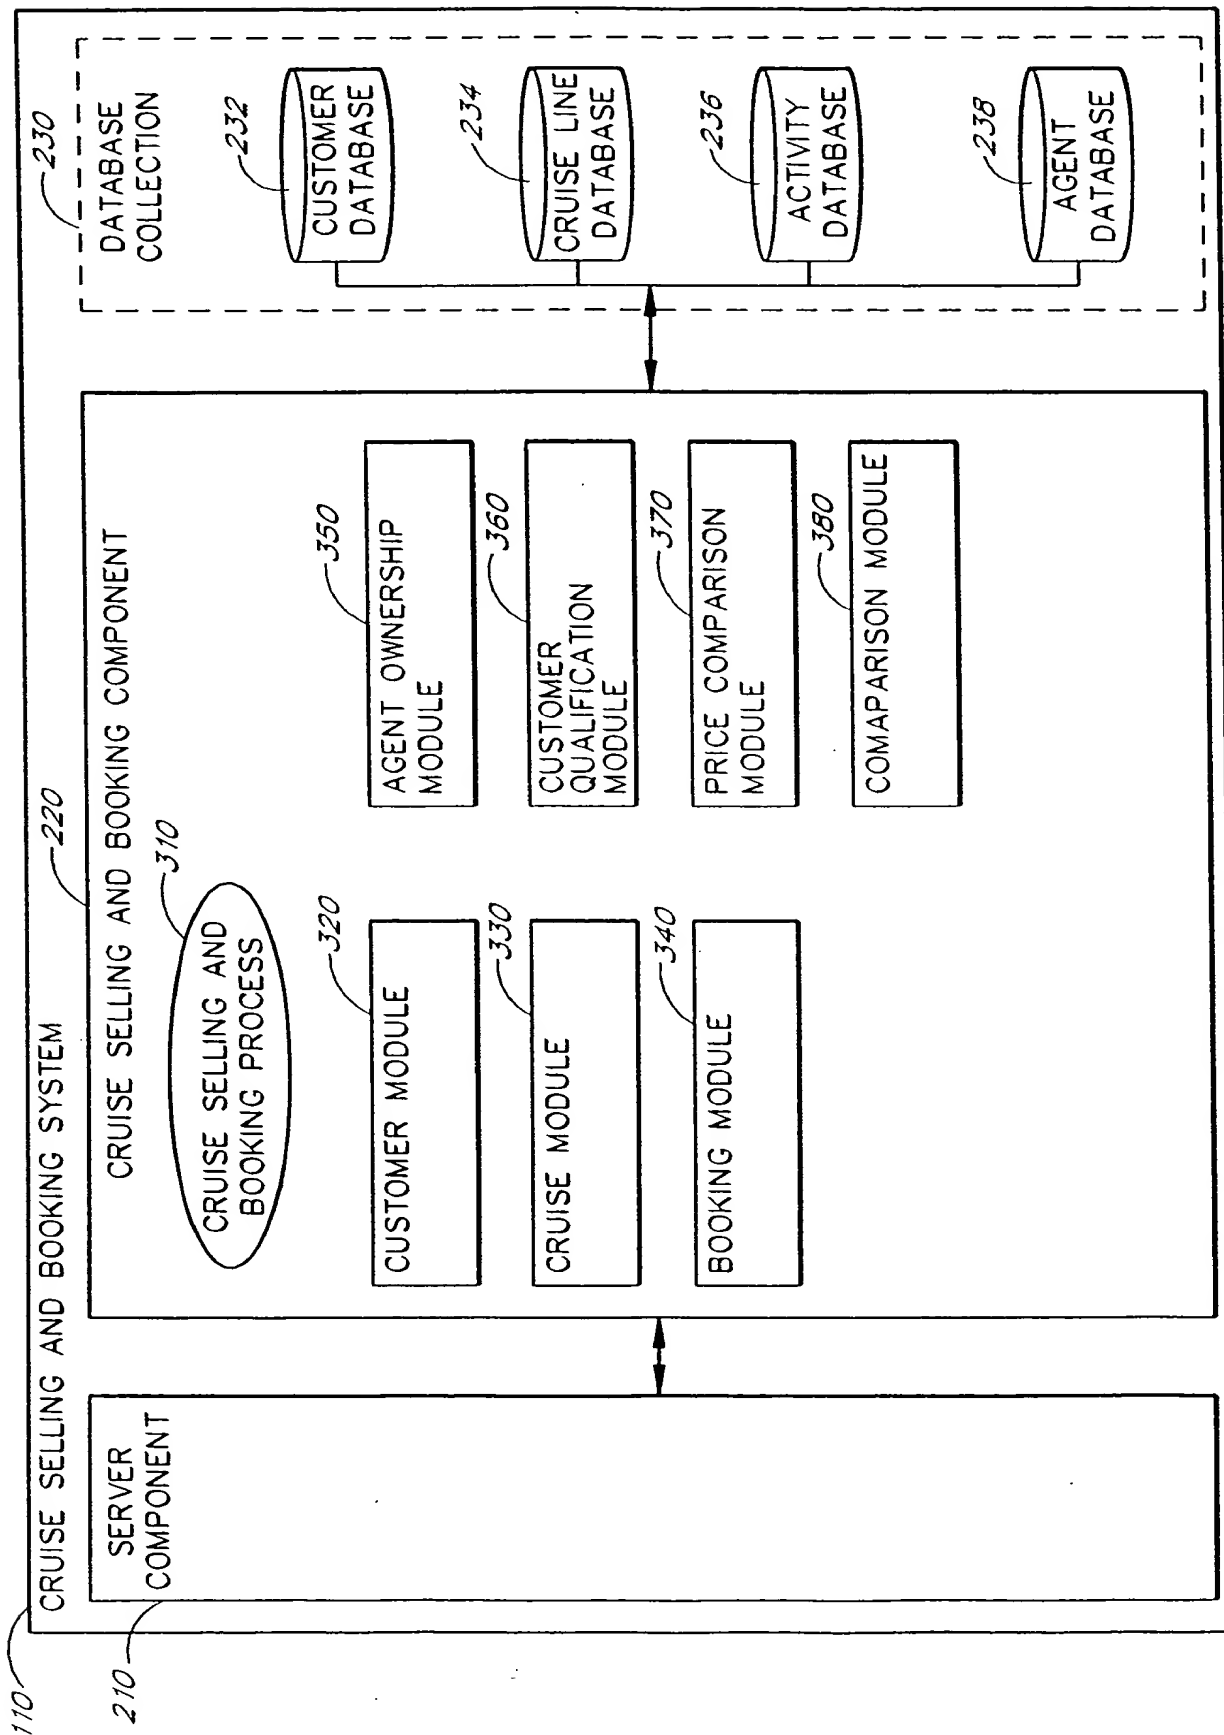 110
CRUISE SELLING AND BOOKING SYSTEM
210
SERVER
COMPONENT
220
CRUISE SELLING AND BOOKING COMPONENT
310
CRUISE SELLING AND
BOOKING PROCESS
320
CUSTOMER MODULE
330
CRUISE MODULE
340
BOOKING MODULE
350
AGENT OWNERSHIP
MODULE
360
CUSTOMER
QUALIFICATION
MODULE
370
PRICE COMPARISON
MODULE
380
COMAPARISON MODULE
230
DATABASE
COLLECTION
232
CUSTOMER
DATABASE
234
CRUISE LINE
DATABASE
236
ACTIVITY
DATABASE
238
AGENT
DATABASE